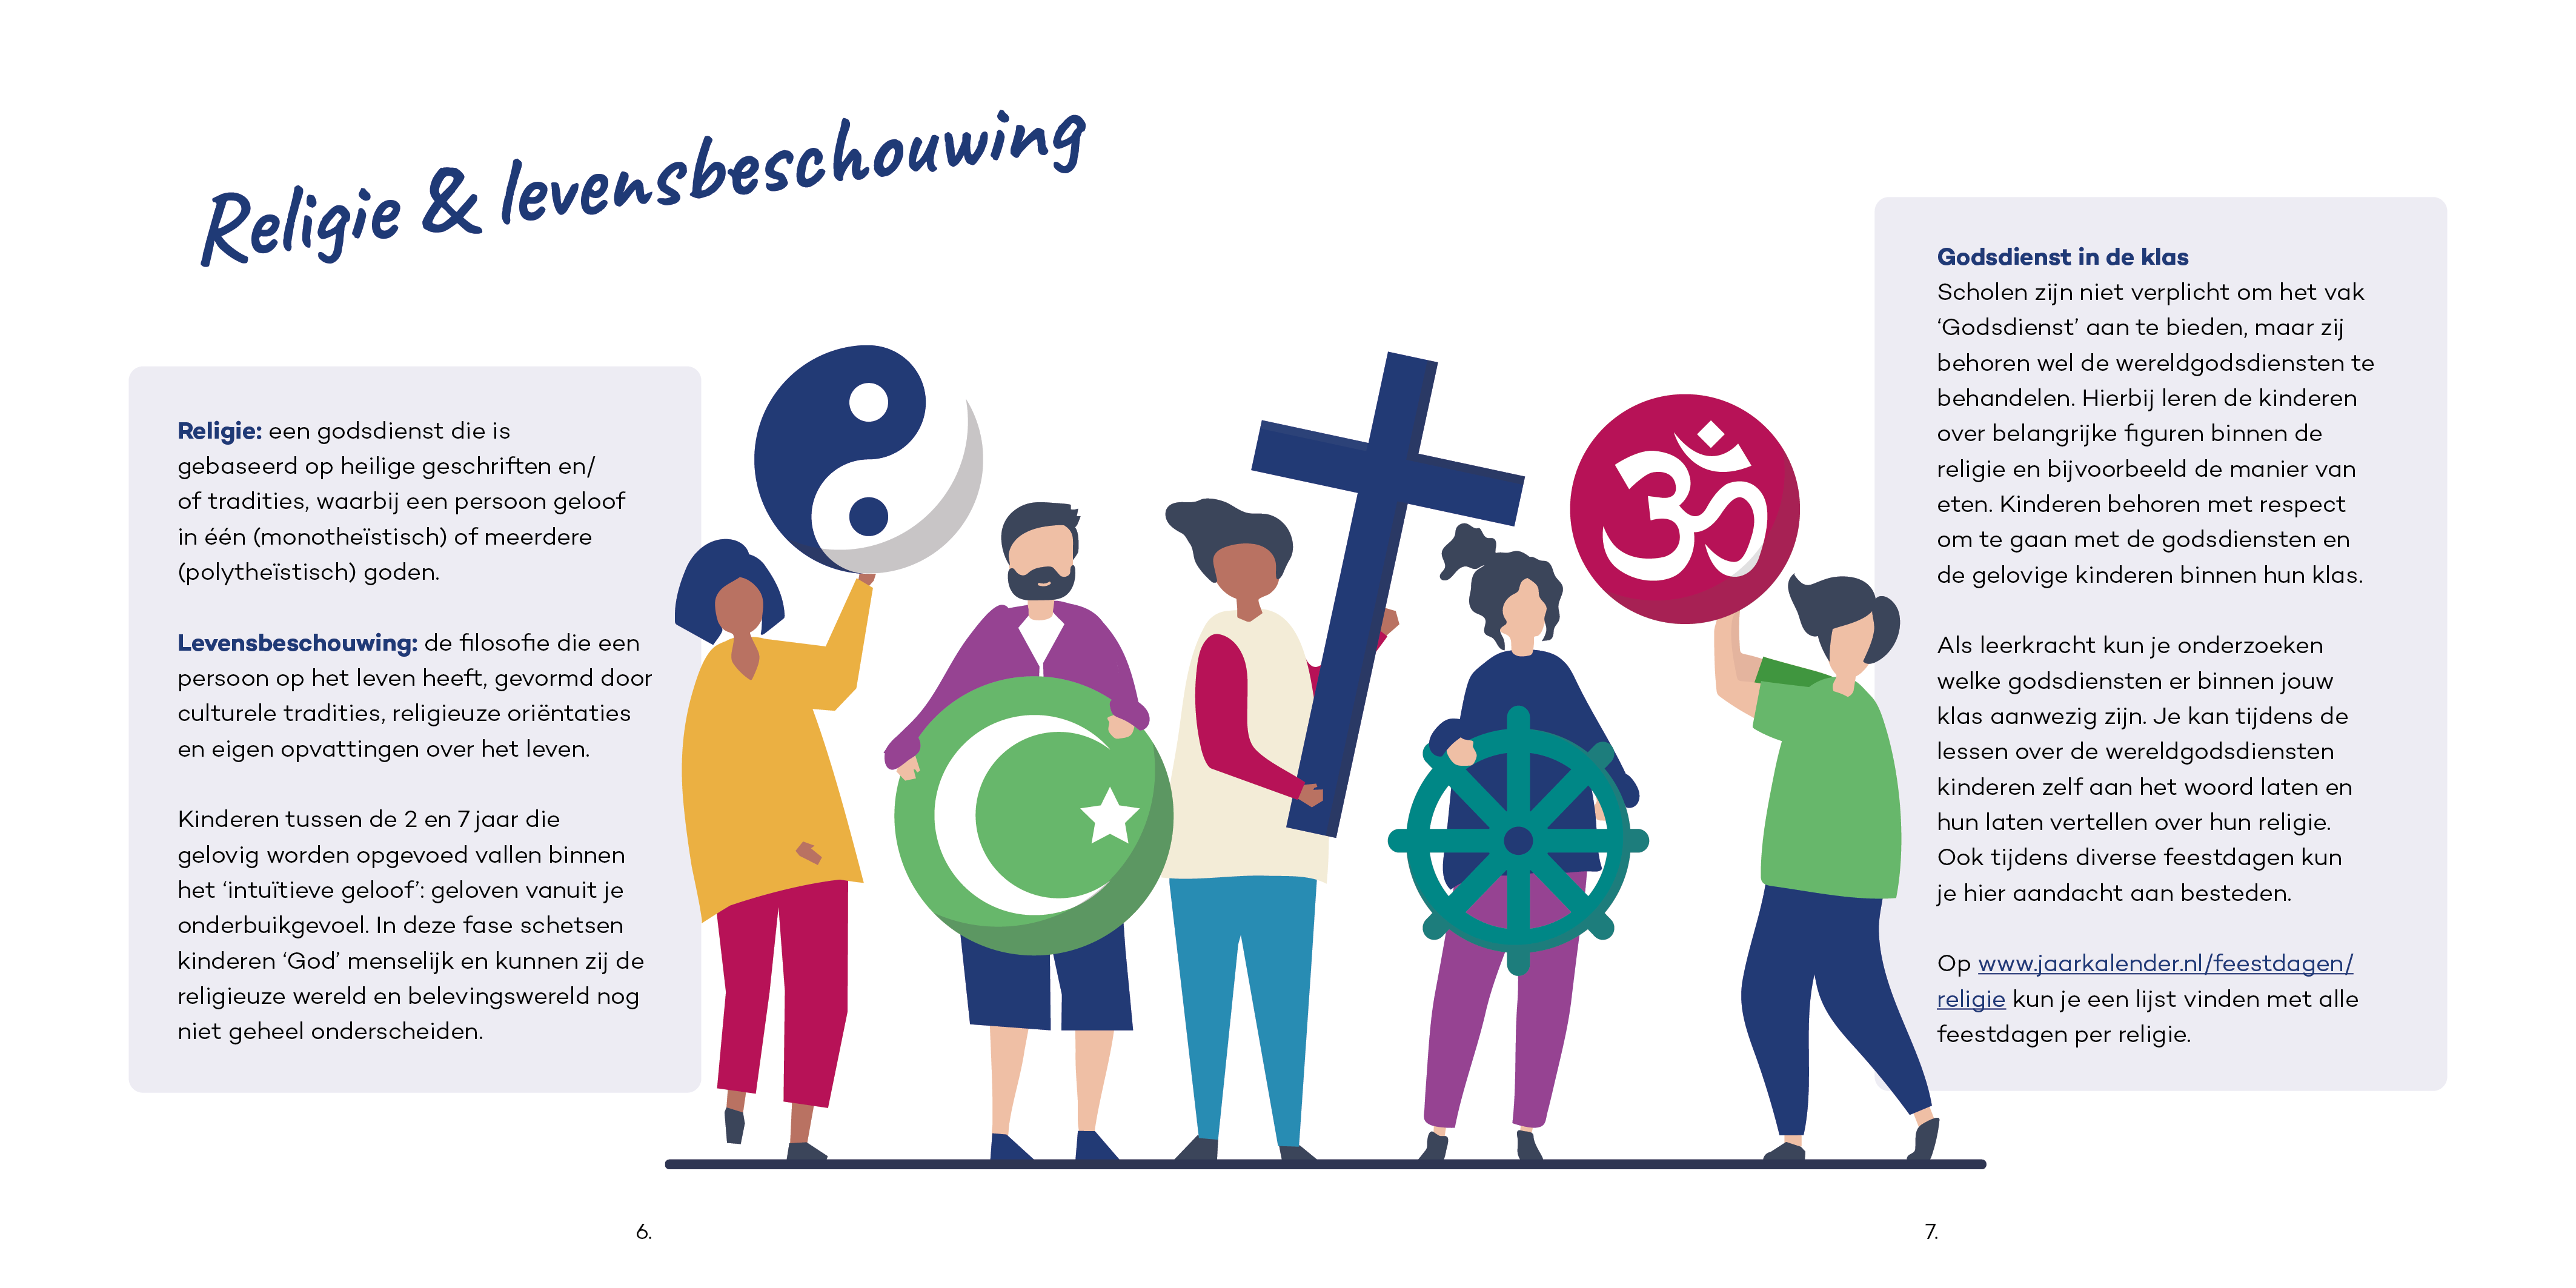 Religie & levensbeschouwing
Religie: een godsdienst die is
gebaseerd op heilige geschriften en/
of tradities, waarbij een persoon geloof
in één (monotheïstisch) of meerdere
(polytheïstisch) goden.
Levensbeschouwing: de filosofie die een
persoon op het leven heeft, gevormd door
culturele tradities, religieuze oriëntaties
en eigen opvattingen over het leven.
Kinderen tussen de 2 en 7 jaar die
gelovig worden opgevoed vallen binnen
het ‘intuïtieve geloof’: geloven vanuit je
onderbuikgevoel. In deze fase schetsen
kinderen ‘God’ menselijk en kunnen zij de
religieuze wereld en belevingswereld nog
niet geheel onderscheiden.
ॐ
Godsdienst in de klas
Scholen zijn niet verplicht om het vak
‘Godsdienst’ aan te bieden, maar zij
behoren wel de wereldgodsdiensten te
behandelen. Hierbij leren de kinderen
over belangrijke figuren binnen de
religie en bijvoorbeeld de manier van
eten. Kinderen behoren met respect
om te gaan met de godsdiensten en
de gelovige kinderen binnen hun klas.
Als leerkracht kun je onderzoeken
welke godsdiensten er binnen jouw
klas aanwezig zijn. Je kan tijdens de
lessen over de wereldgodsdiensten
kinderen zelf aan het woord laten en
hun laten vertellen over hun religie.
Ook tijdens diverse feestdagen kun
je hier aandacht aan besteden.
Op www.jaarkalender.nl/feestdagen/
religie kun je een lijst vinden met alle
feestdagen per religie.
6.
7.